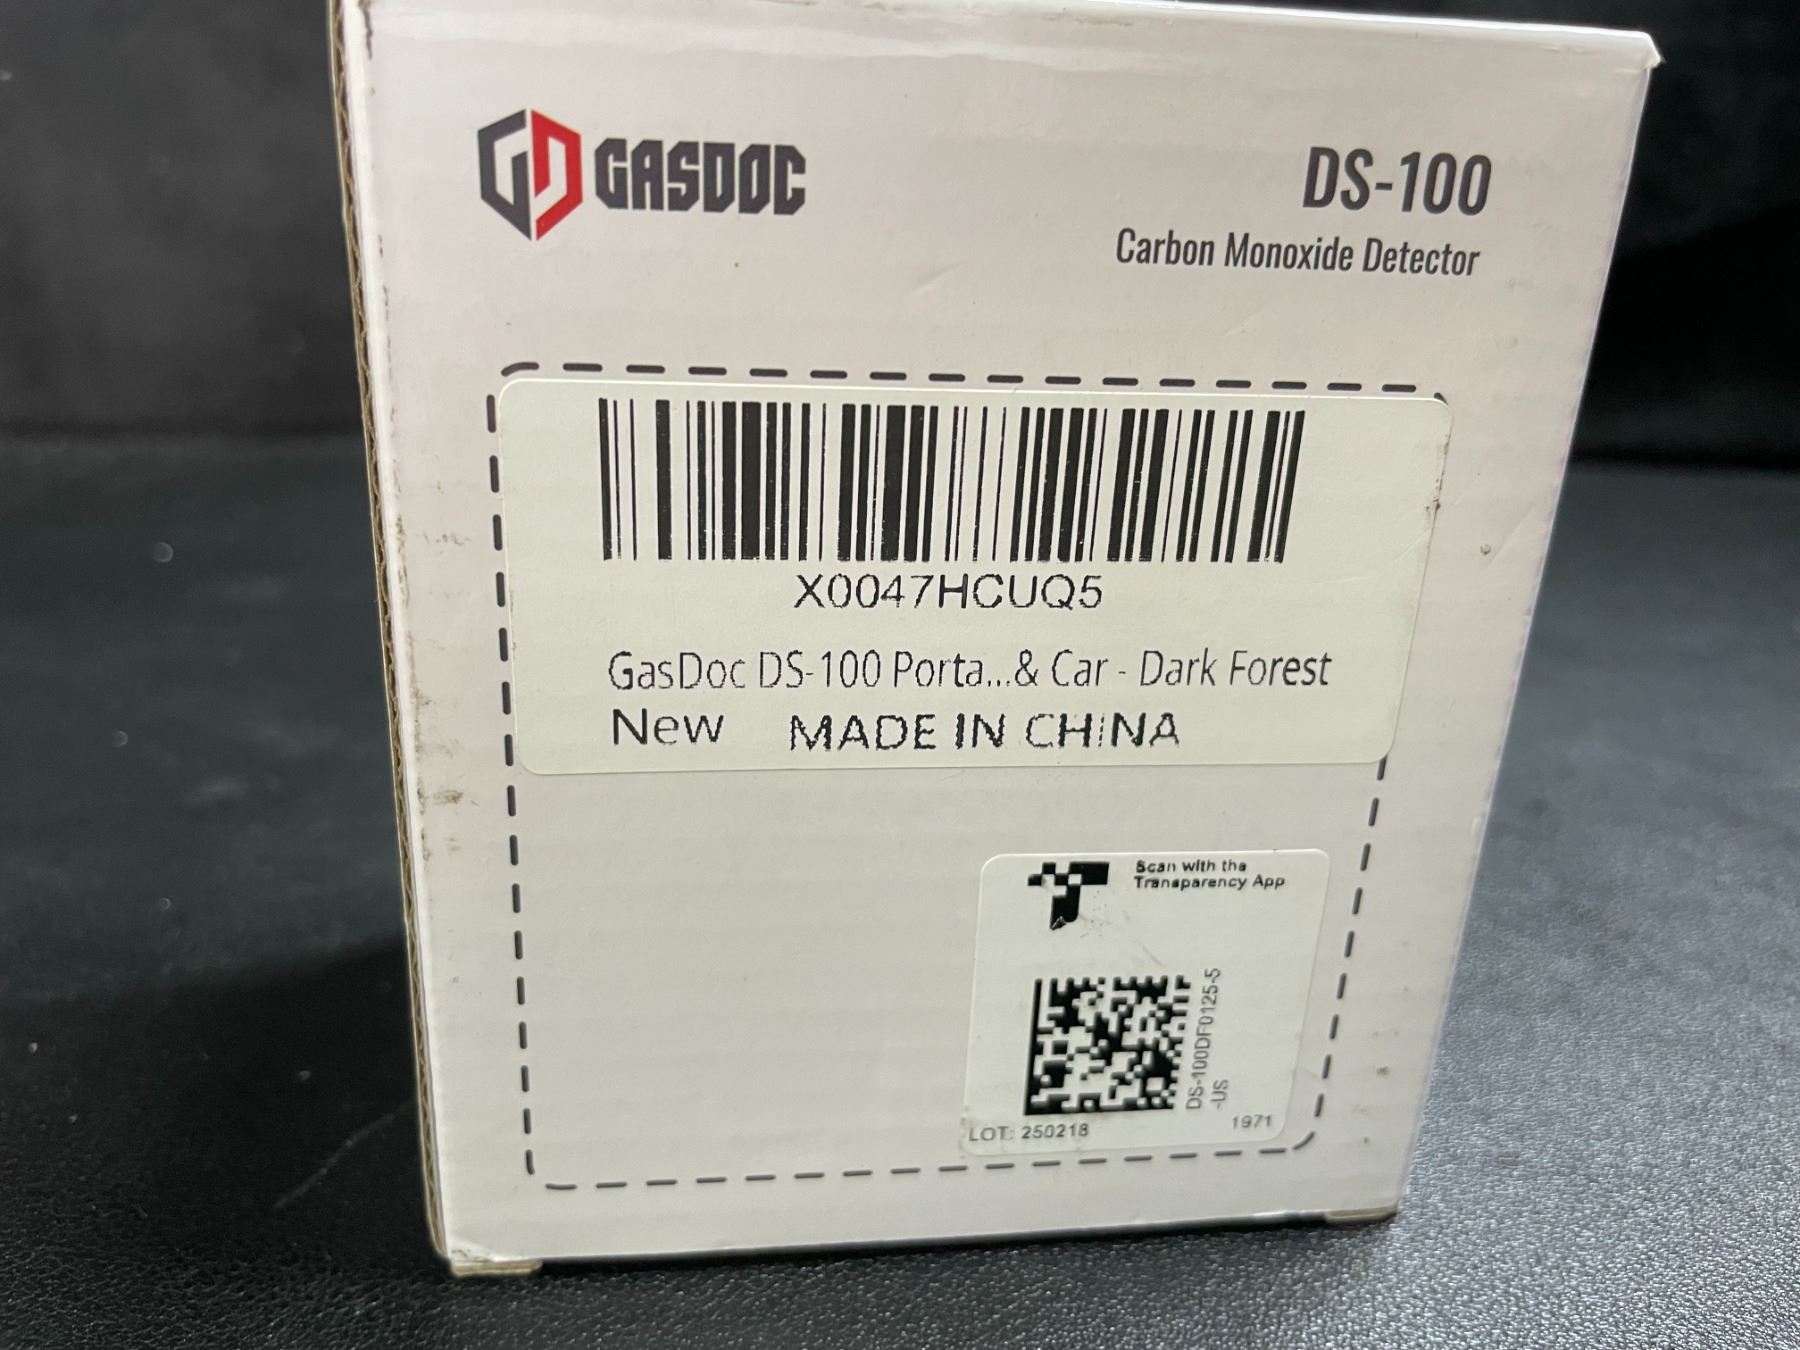 GASDOC
DS-100
Carbon Monoxide Detector
X0047HCUQ5
GasDoc DS-100 Porta...& Car - Dark Forest
New MADE IN CHINA
Scan with the
Transparency App
DS-100DF0125-5
-US
LOT: 250218
1971